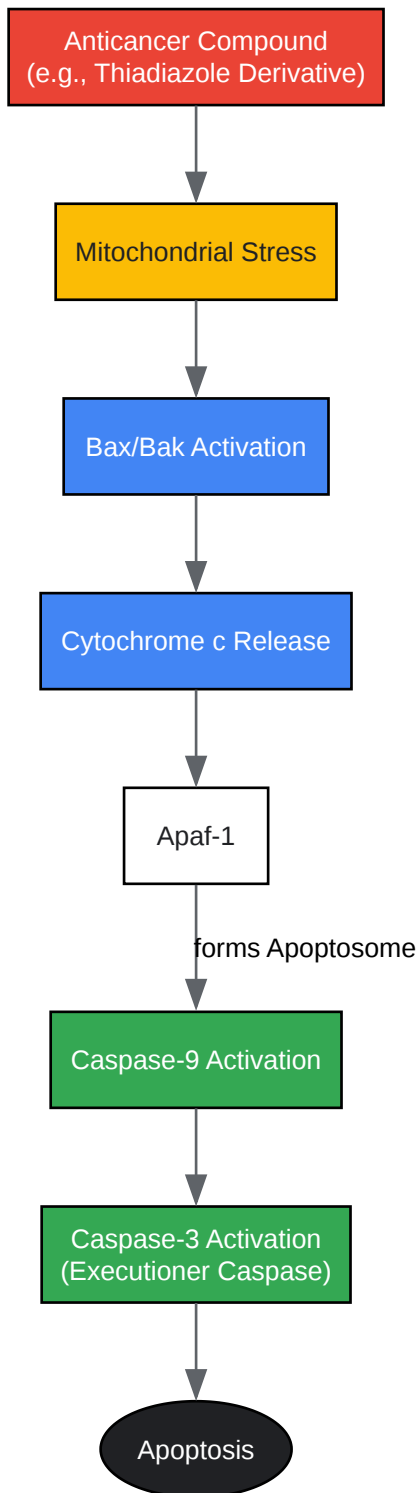 Anticancer Compound
(e.g., Thiadiazole Derivative)
Mitochondrial Stress
Bax/Bak Activation
Cytochrome c Release
Apaf-1
forms Apoptosome
Caspase-9 Activation
Caspase-3 Activation
(Executioner Caspase)
Apoptosis